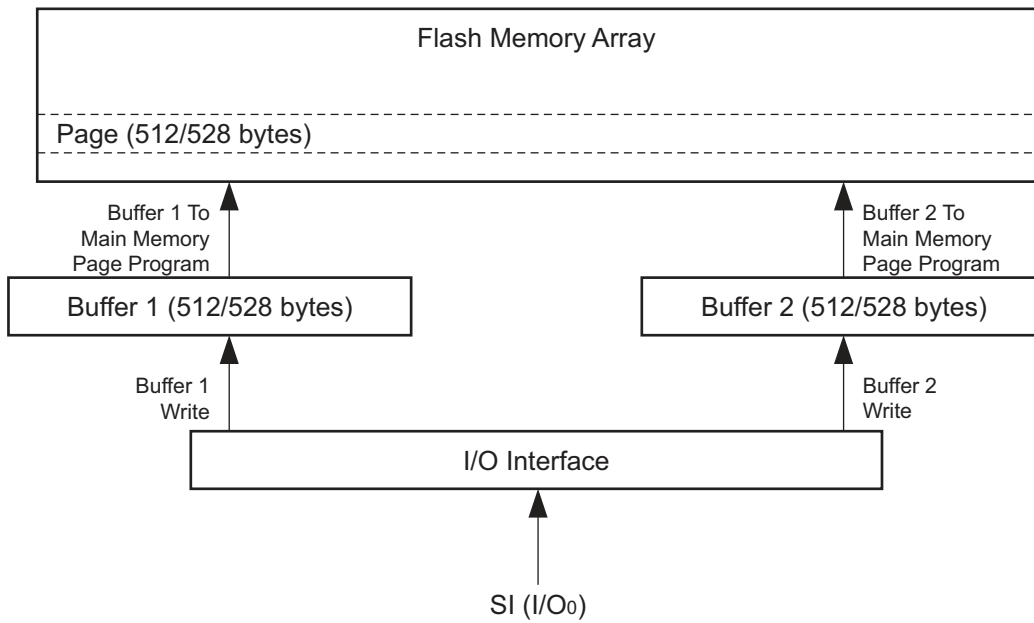 Flash Memory Array
Page (512/528 bytes)
Buffer 1 To
Main Memory
Page Program
Buffer 2 To
Main Memory
Page Program
Buffer 1 (512/528 bytes)
Buffer 2 (512/528 bytes)
Buffer 1
Write
Buffer 2
Write
I/O Interface
SI (I/O0)